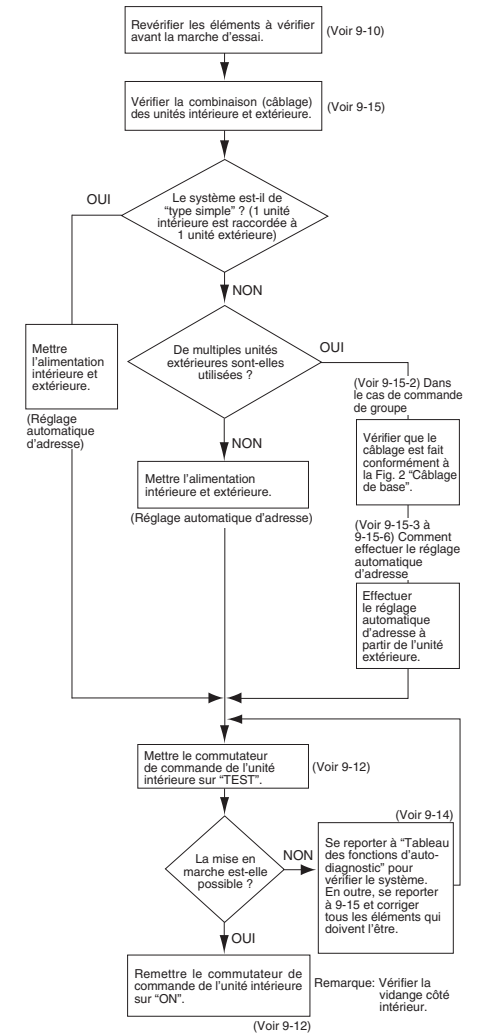 Revérifier les éléments à vérifier
avant la marche d'essai.
(Voir 9-10)
Vérifier la combinaison (câblage)
des unités intérieure et extérieure.
(Voir 9-15)
OUI
Le système est-il de
"type simple" ? (1 unité
intérieure est raccordée à
1 unité extérieure)
NON
Mettre
l'alimentation
intérieure et
extérieure.
(Réglage
automatique
d'adresse)
De multiples unités
extérieures sont-elles
utilisées ?
OUI
(Voir 9-15-2) Dans
le cas de commande
de groupe
Vérifier que le
câblage est fait
conformément à
la Fig. 2 "Câblage
de base".
NON
Mettre l'alimentation
intérieure et extérieure.
(Réglage automatique d'adresse)
(Voir 9-15-3 à
9-15-6) Comment
effectuer le réglage
automatique
d'adresse
Effectuer
le réglage
automatique
d'adresse à
partir de l'unité
extérieure.
Mettre le commutateur
de commande de l'unité
intérieure sur "TEST".
(Voir 9-12)
La mise en
marche est-elle
possible ?
NON
(Voir 9-14)
Se reporter à "Tableau
des fonctions d'auto-
diagnostic" pour
vérifier le système.
En outre, se reporter
à 9-15 et corriger
tous les éléments qui
doivent l'être.
OUI
Remettre le commutateur de
commande de l'unité intérieure
sur "ON".
(Voir 9-12)
Remarque: Vérifier la
vidange côté
intérieur.